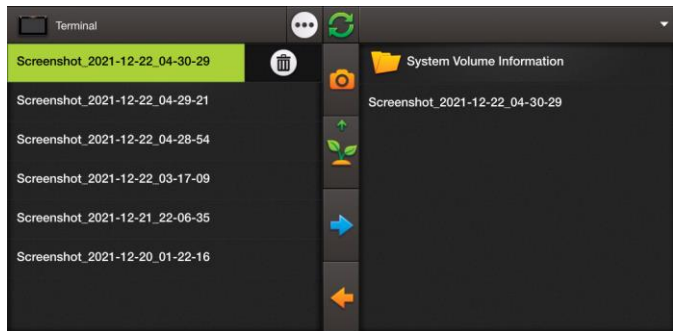 Terminal
Screenshot_2021-12-22_04-30-29
Screenshot_2021-12-22_04-29-21
Screenshot_2021-12-22_04-28-54
Screenshot_2021-12-22_03-17-09
Screenshot_2021-12-21_22-06-35
Screenshot_2021-12-20_01-22-16
System Volume Information
Screenshot_2021-12-22_04-30-29